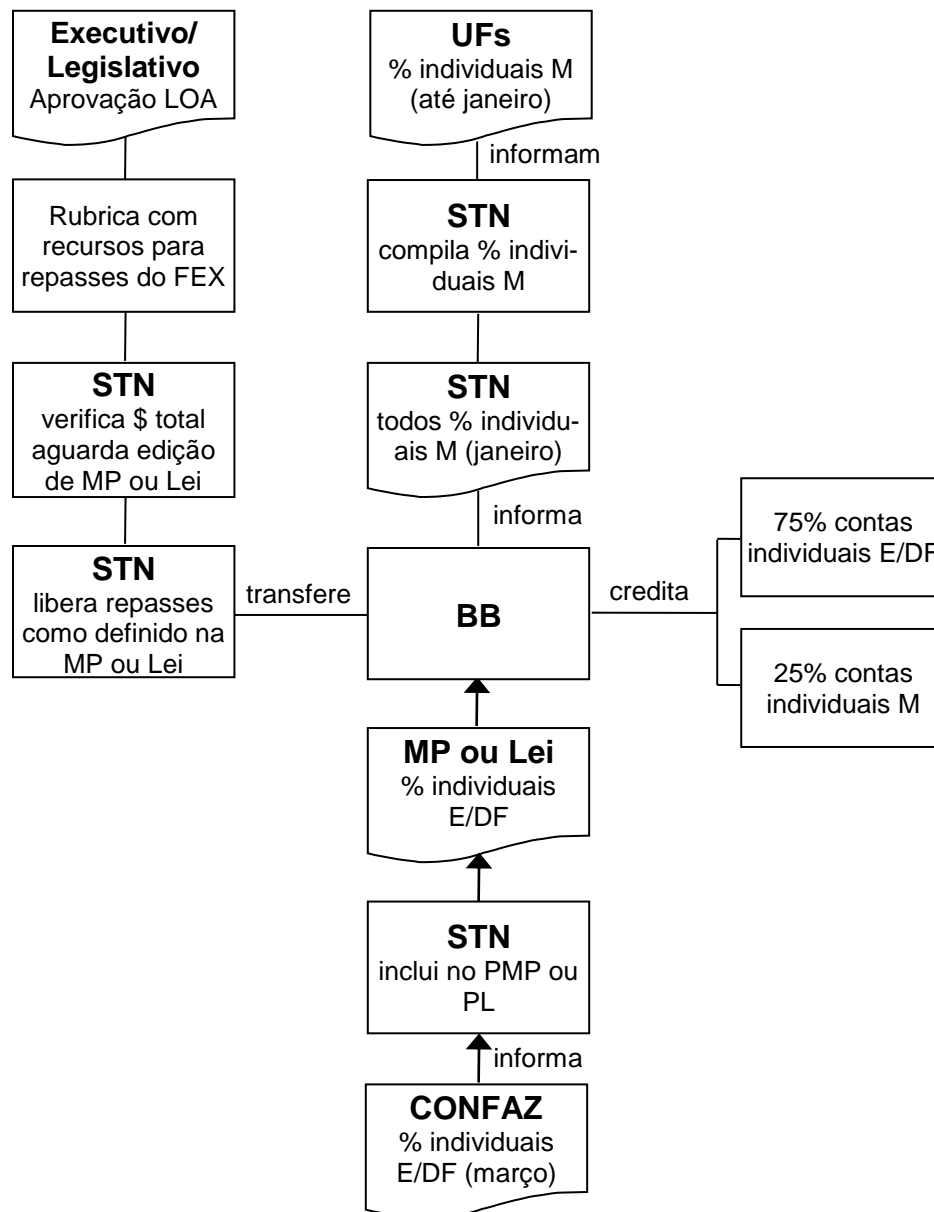 Executivo/
Legislativo
Aprovação LOA
Rubrica com
recursos para
repasses do FEX
STN
verifica $ total
aguarda edição
de MP ou Lei
STN
libera repasses
como definido na
MP ou Lei
transfere
UFs
% individuais M
(até janeiro)
informam
STN
compila % indivi-
duais M
STN
todos % individu-
ais M (janeiro)
informa
BB
credita
75% contas
individuais E/DF
25% contas
individuais M
MP ou Lei
% individuais
E/DF
STN
inclui no PMP ou
PL
informa
CONFAZ
% individuais
E/DF (março)